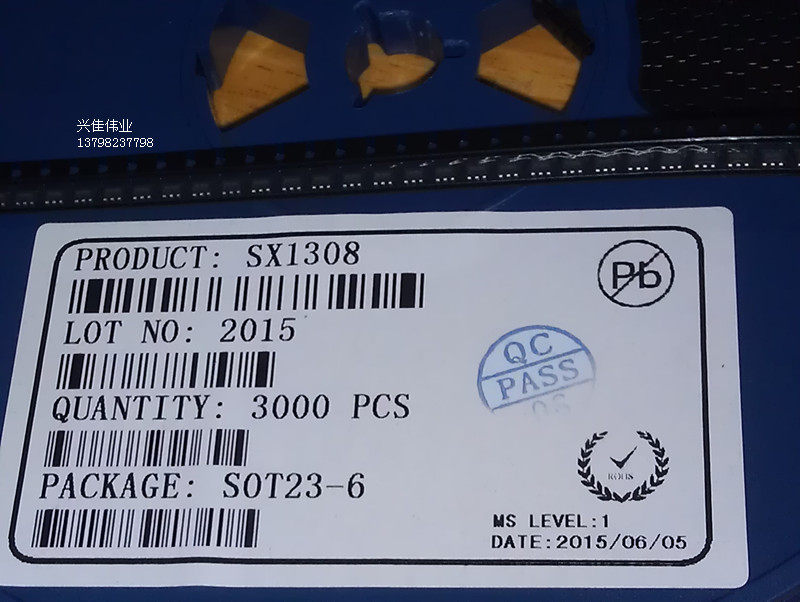 兴佳伟业
13798237798
PRODUCT: SX1308
Pb
LOT NO: 2015
QC
PASS
06
QUANTITY: 3000 PCS
ROHS
PACKAGE: SOT23-6
MS LEVEL:1
DATE:2015/06/05